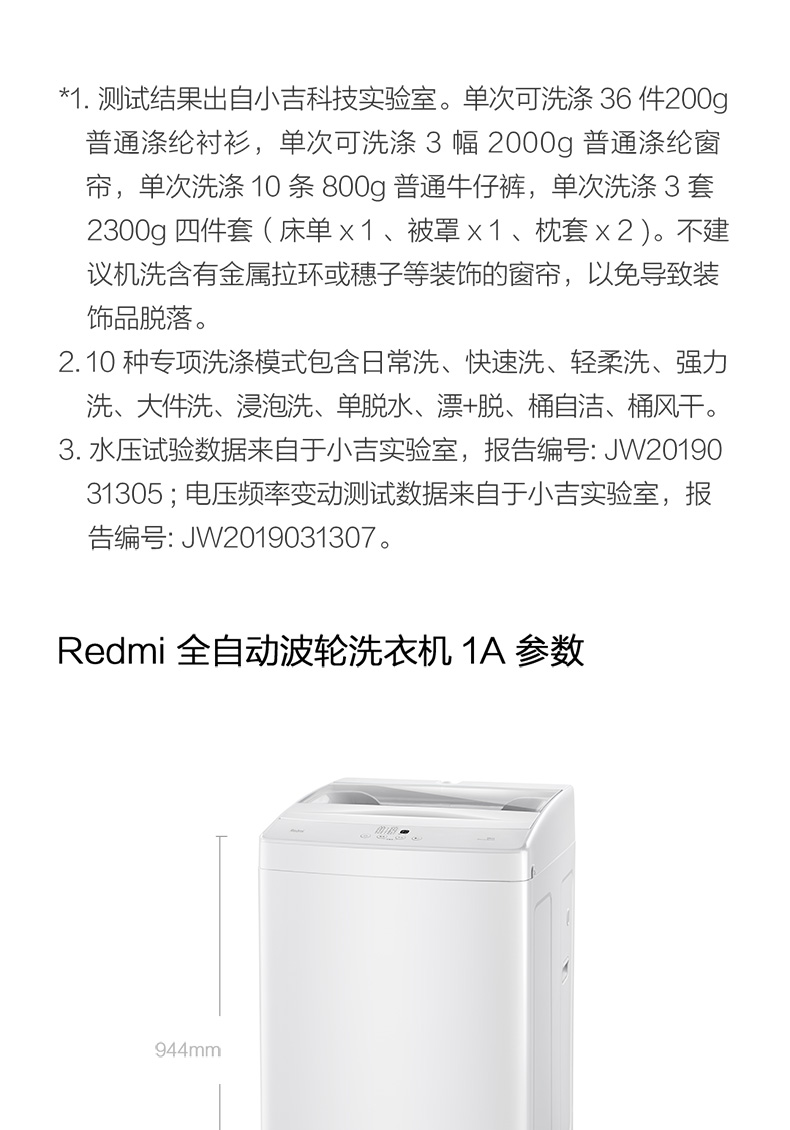 *1. 测试结果出自小吉科技实验室。单次可洗涤 36 件200g
普通涤纶衬衫，单次可洗涤 3 幅 2000g 普通涤纶窗
帘，单次洗涤 10 条 800g 普通牛仔裤，单次洗涤 3 套
2300g 四件套（床单 x 1 、被罩 x 1 、枕套 x 2 )。不建
议机洗含有金属拉环或穗子等装饰的窗帘，以免导致装
饰品脱落。
2. 10 种专项洗涤模式包含日常洗、快速洗、轻柔洗、强力
洗、大件洗、浸泡洗、单脱水、漂+脱、桶自洁、桶风干。
3. 水压试验数据来自于小吉实验室，报告编号: JW20190
31305 ; 电压频率变动测试数据来自于小吉实验室，报
告编号: JW2019031307。
Redmi 全自动波轮洗衣机 1A 参数
Redmi
944mm